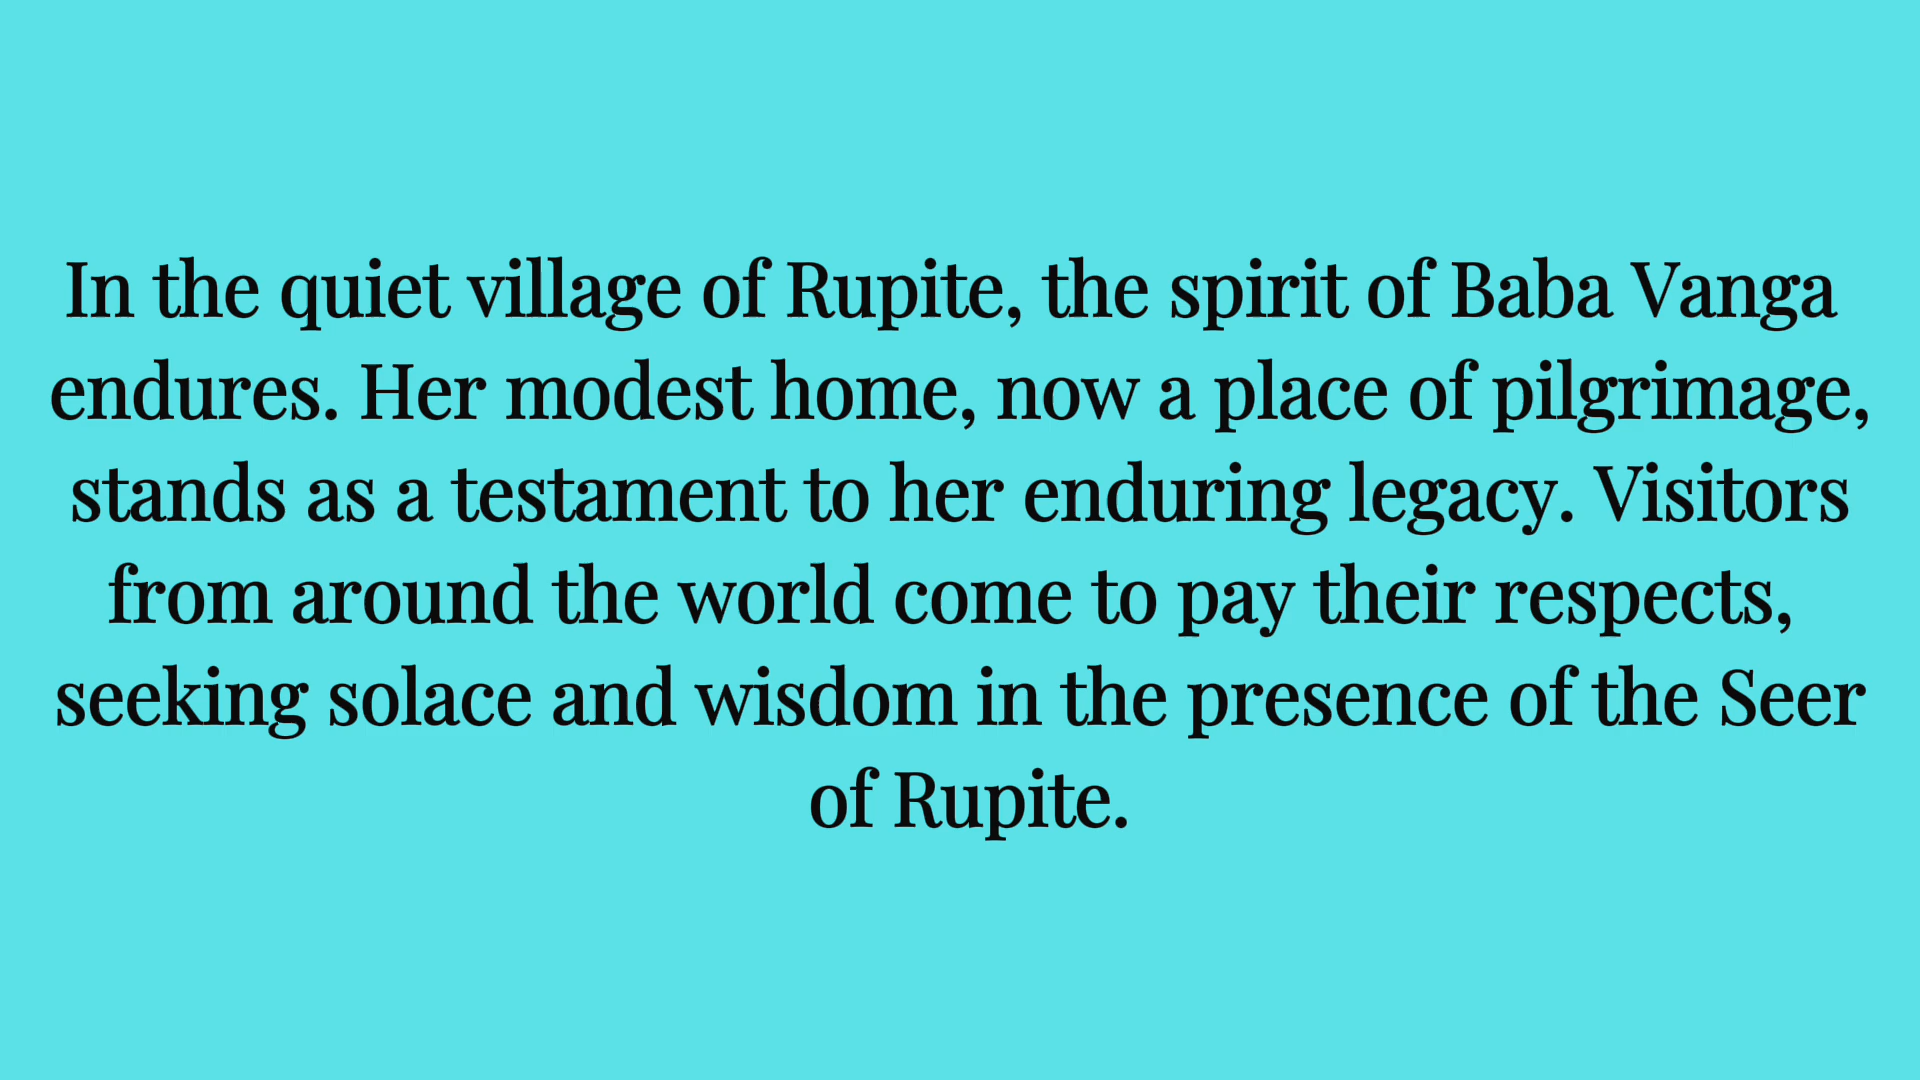 In the quiet village of Rupite, the spirit of Baba Vanga
endures. Her modest home, now a place of pilgrimage,
stands as a testament to her enduring legacy. Visitors
from around the world come to pay their respects,
seeking solace and wisdom in the presence of the Seer
of Rupite.